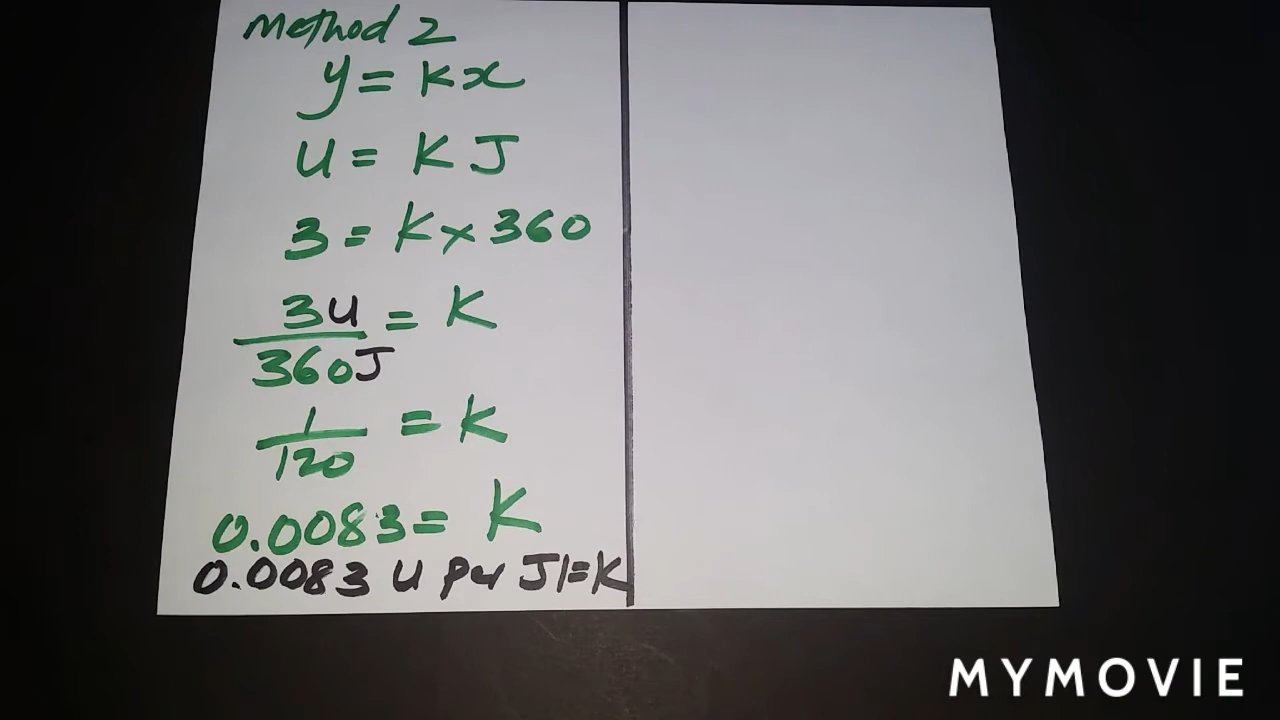 Method 2
y = Kx
U = KJ
3 = K × 360
3U
360J
= K
1
120
= K
0.0083 = K
0.0083 U per J = K
MYMOVIE